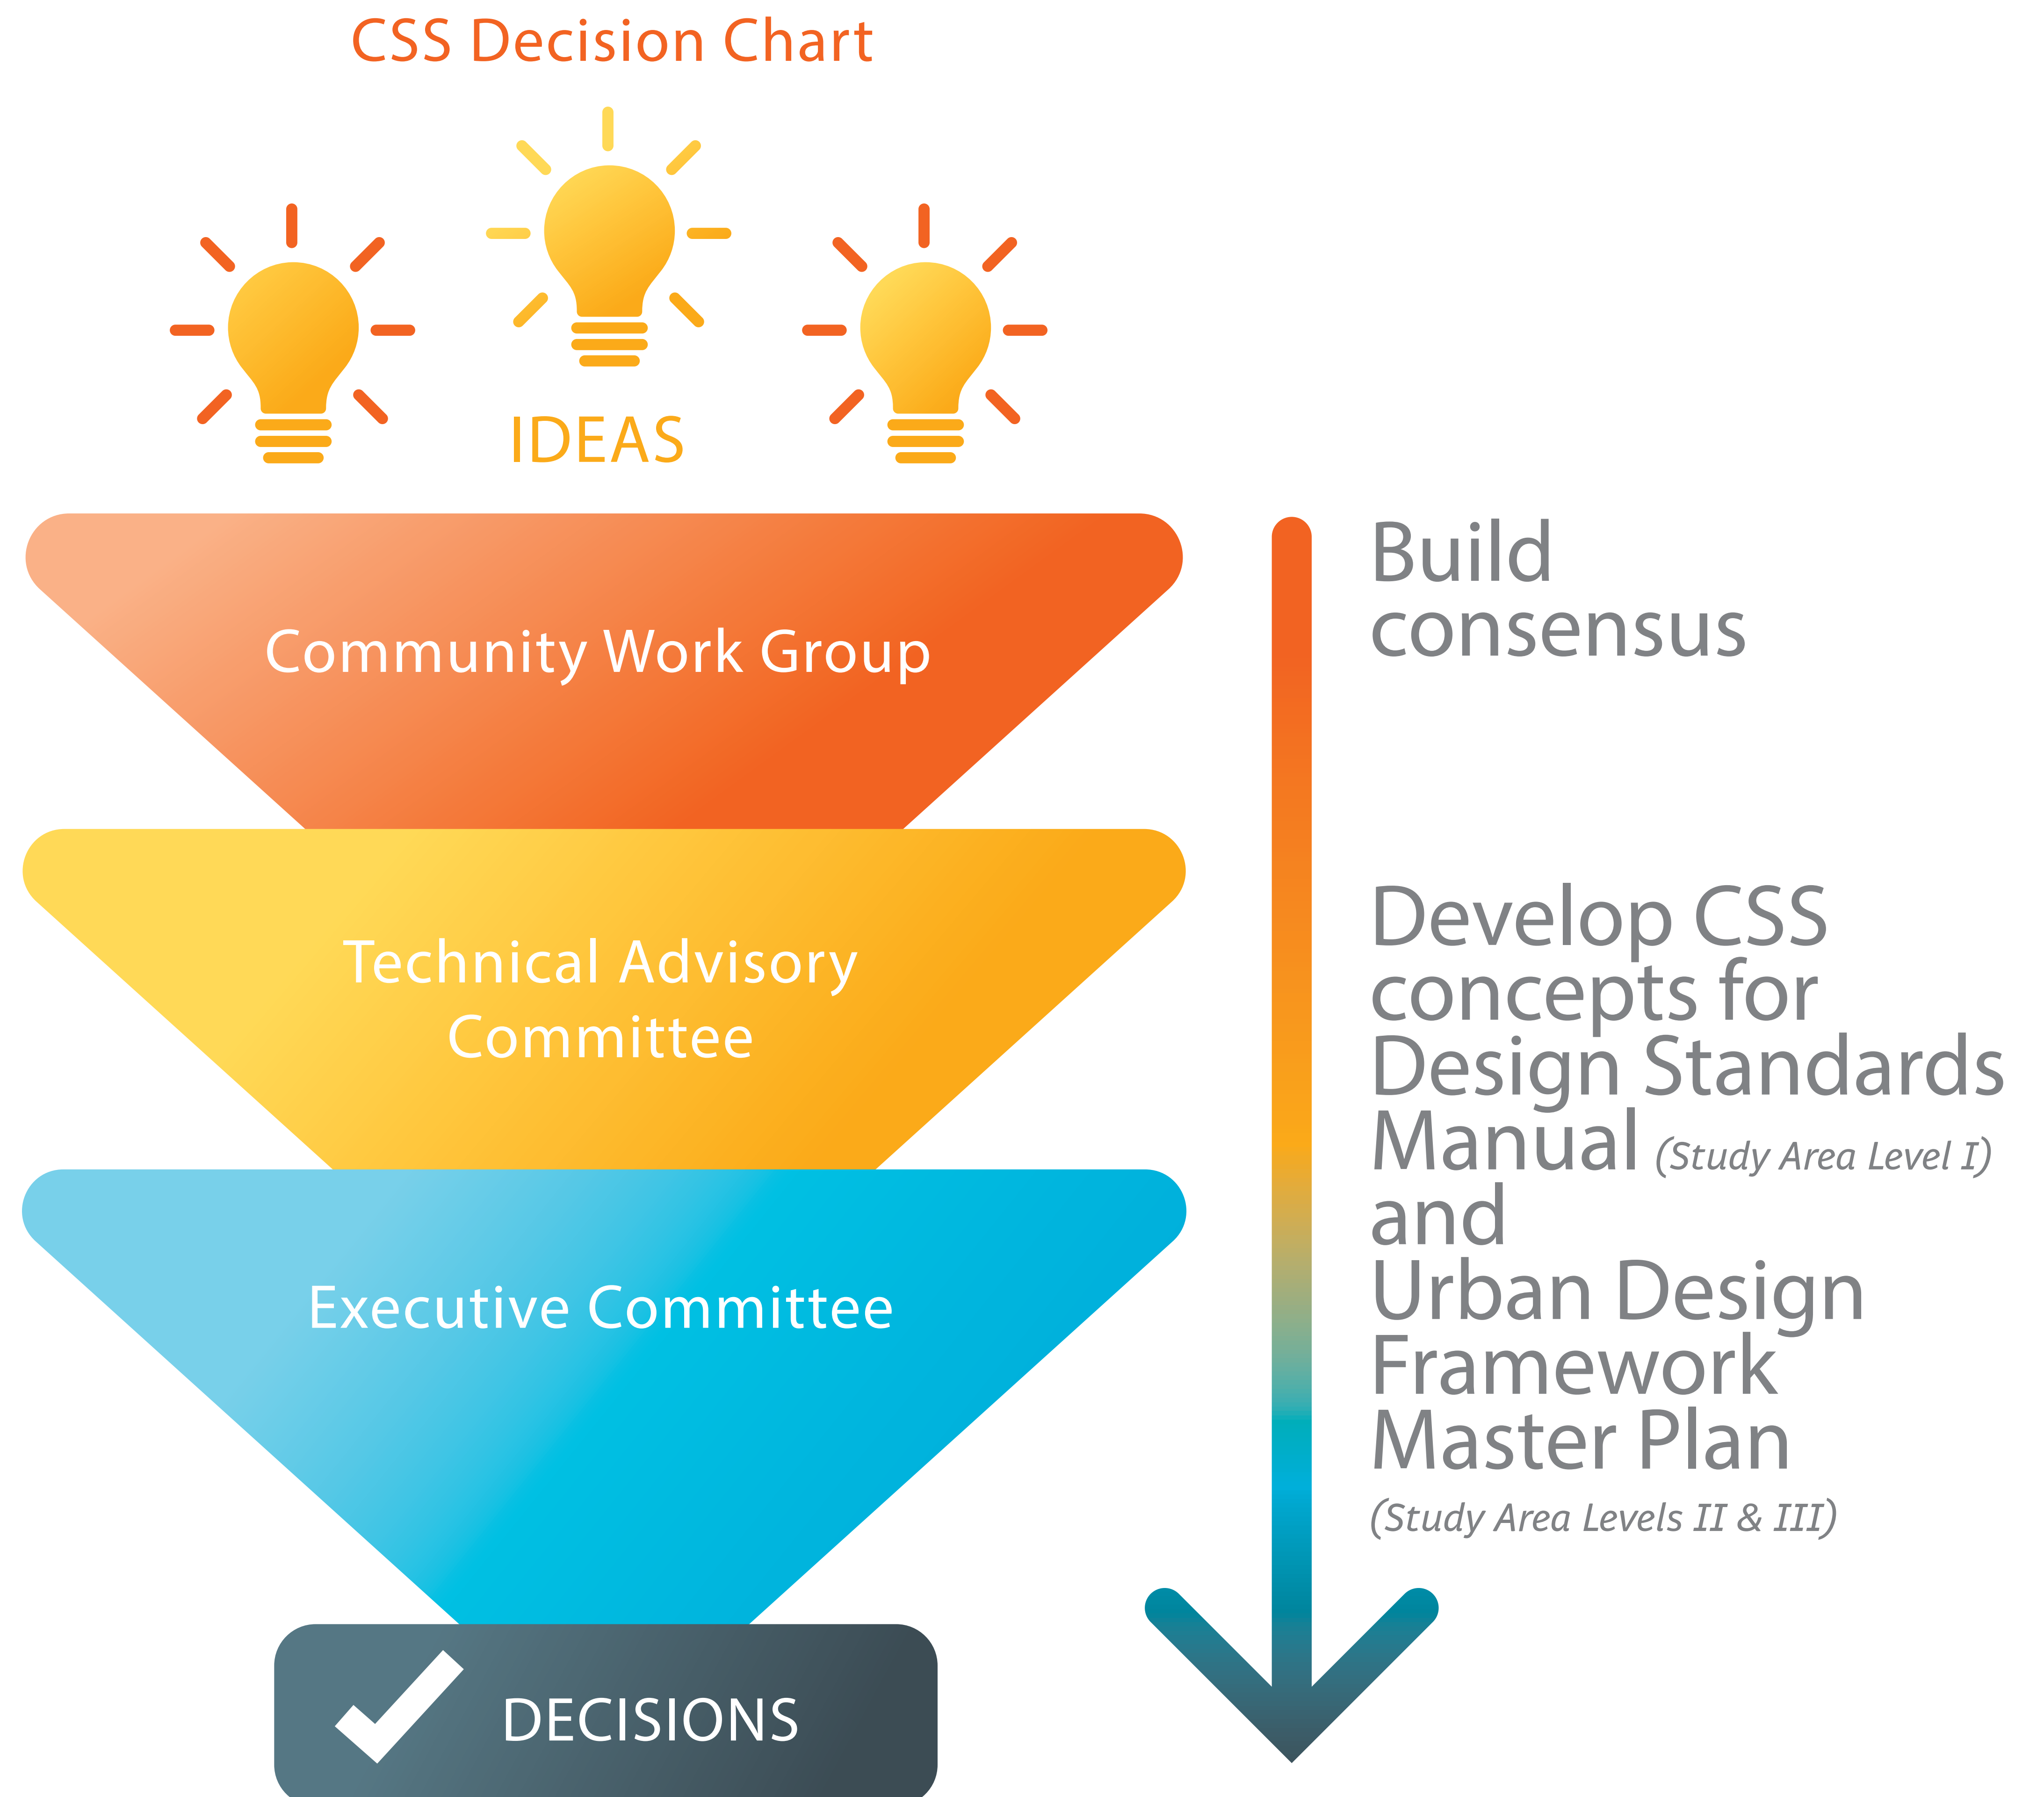 CSS Decision Chart
IDEAS
Community Work Group
Technical Advisory
Committee
Executive Committee
DECISIONS
Build
consensus
Develop CSS
concepts for
Design Standards
Manual (Study Area Level I)
and
Urban Design
Framework
Master Plan
(Study Area Levels II & III)